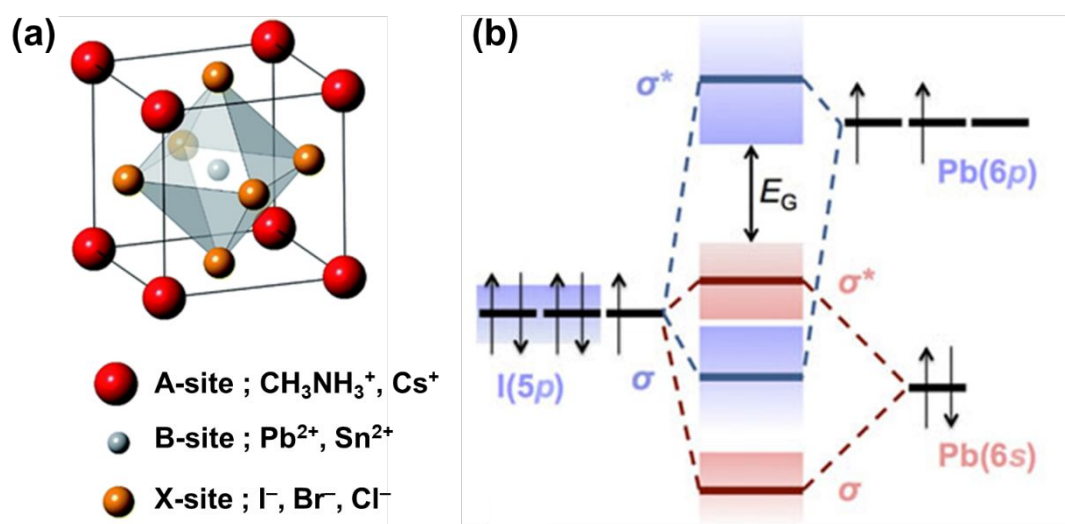 (a)
A-site ; CH₃NH₃⁺, Cs⁺
B-site ; Pb²⁺, Sn²⁺
X-site ; I⁻, Br⁻, Cl⁻
(b)
σ*
Pb(6p)
E_G
σ*
I(5p)
σ
Pb(6s)
σ